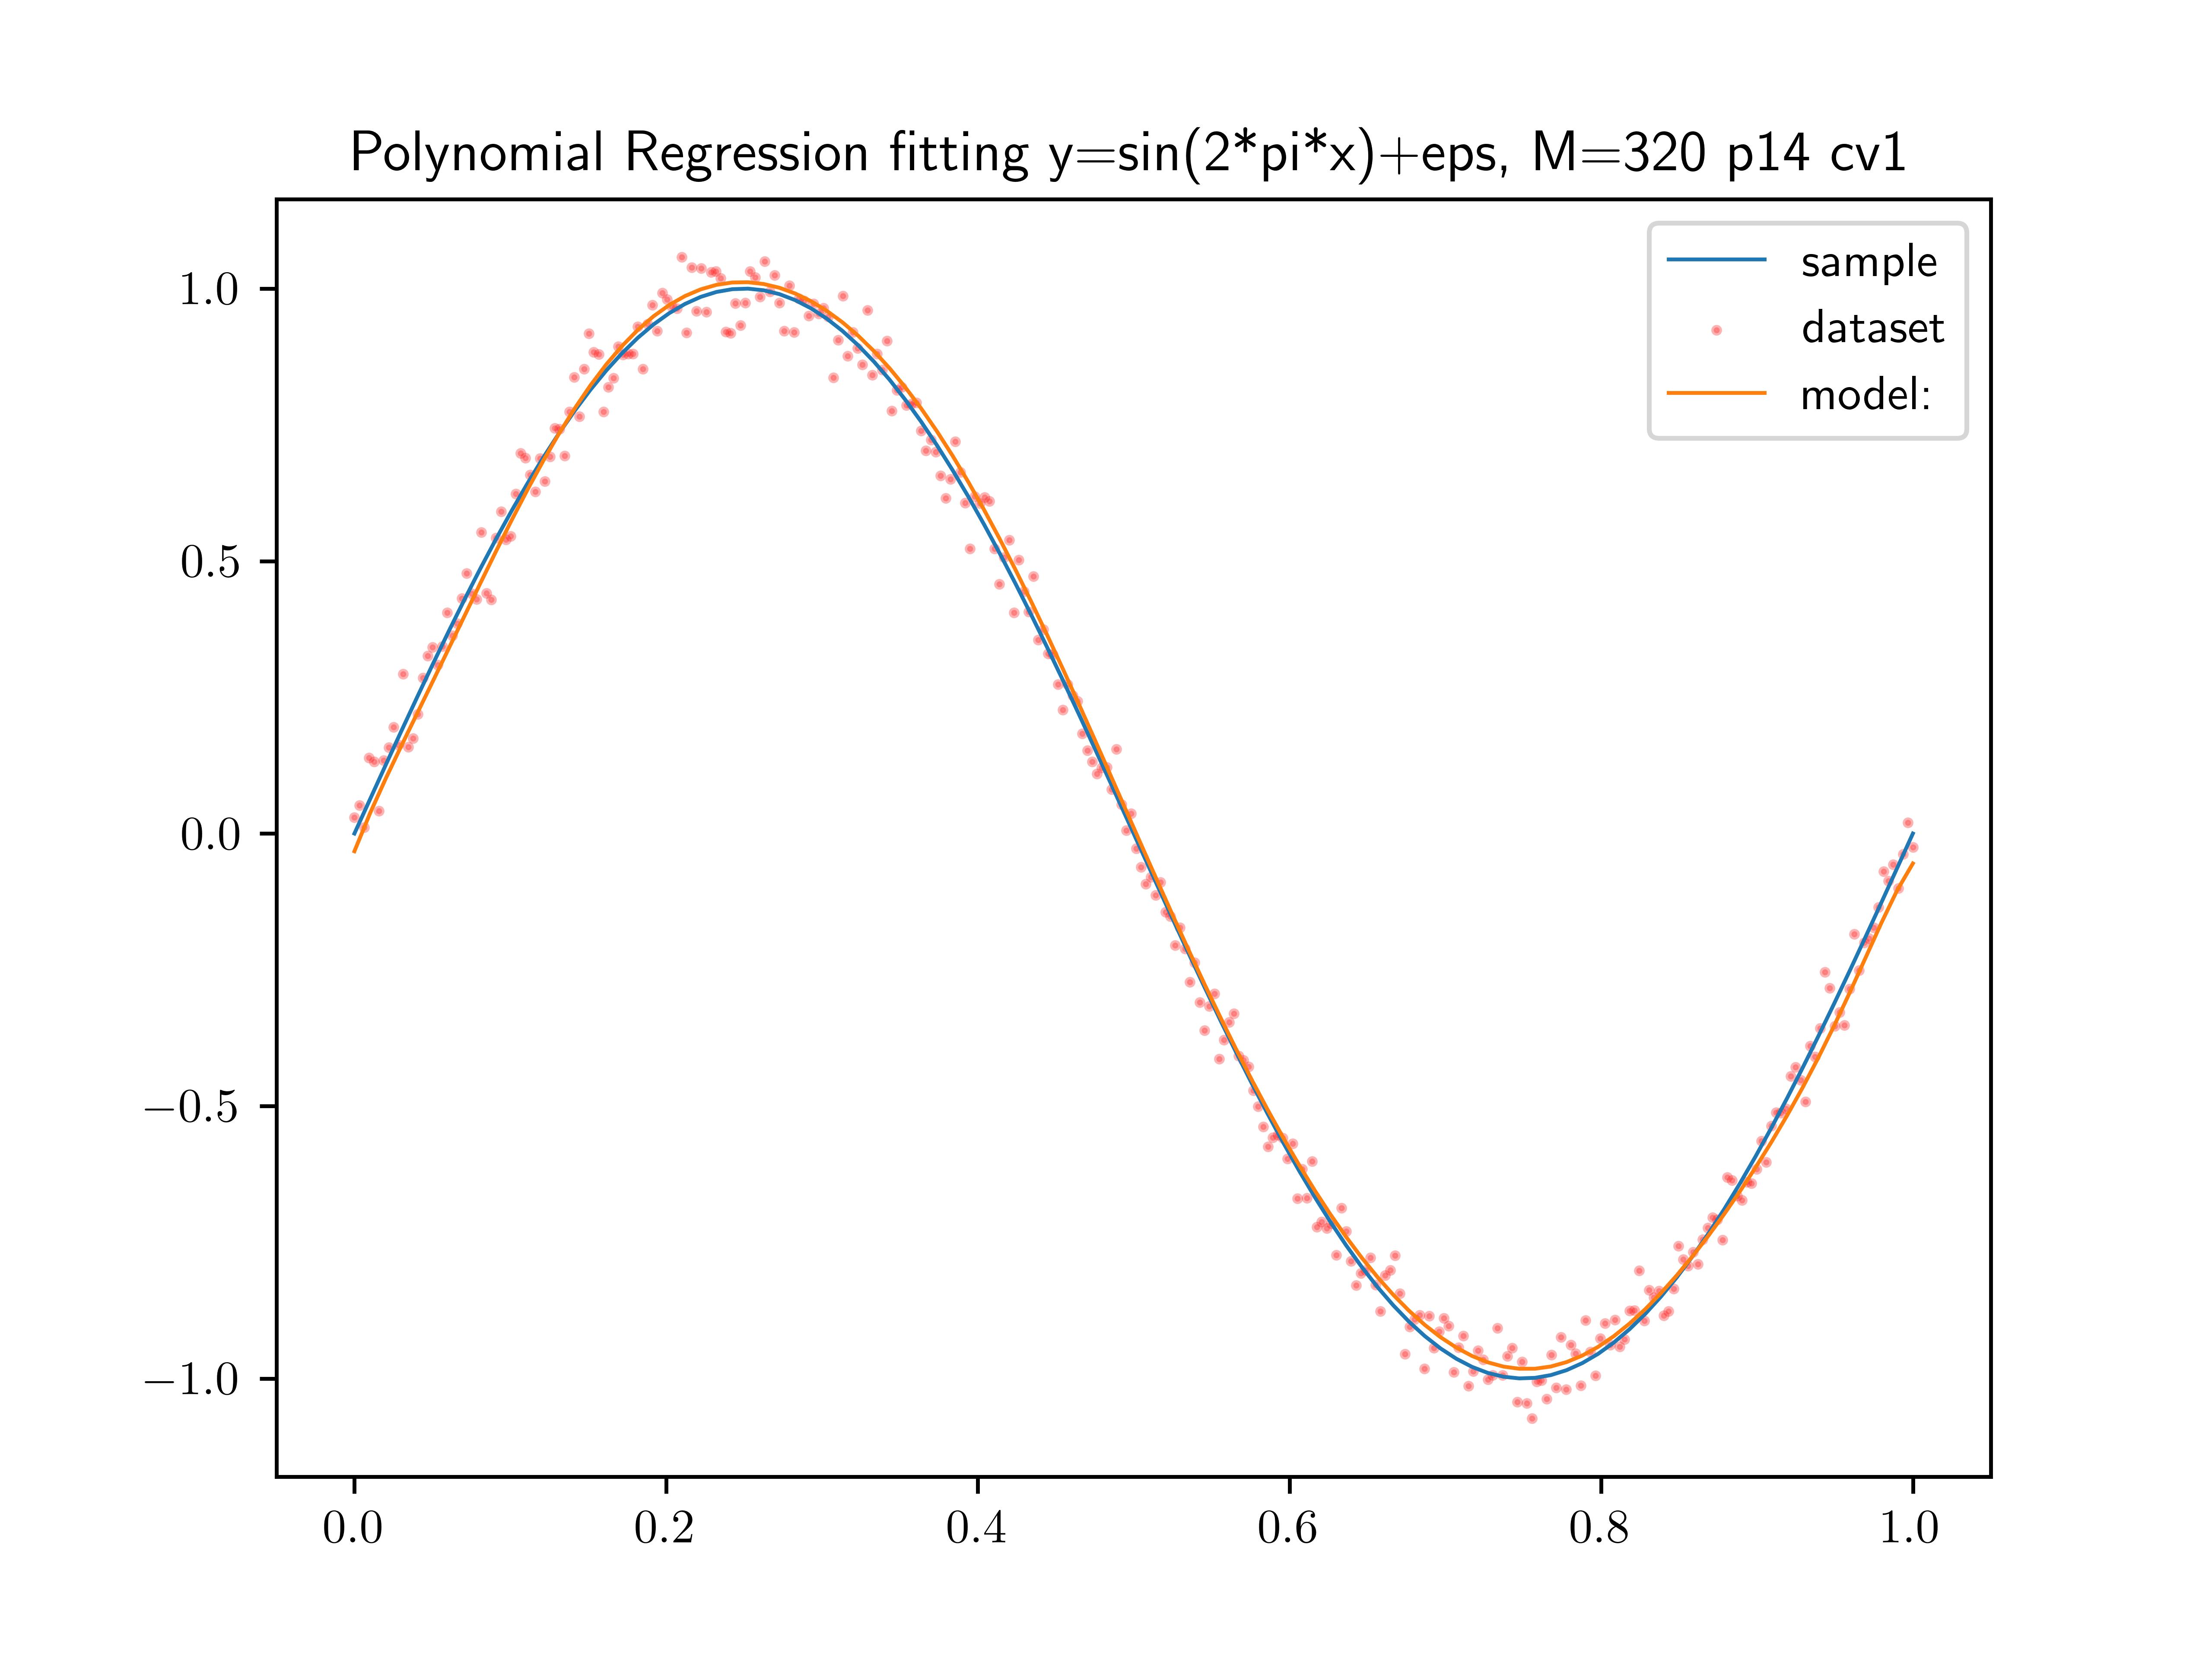 Polynomial Regression fitting y=sin(2*pi*x)+eps, M=320 p14 cv1
sample
dataset
model:
1.0
0.5
0.0
−0.5
−1.0
0.0 0.2 0.4 0.6 0.8 1.0